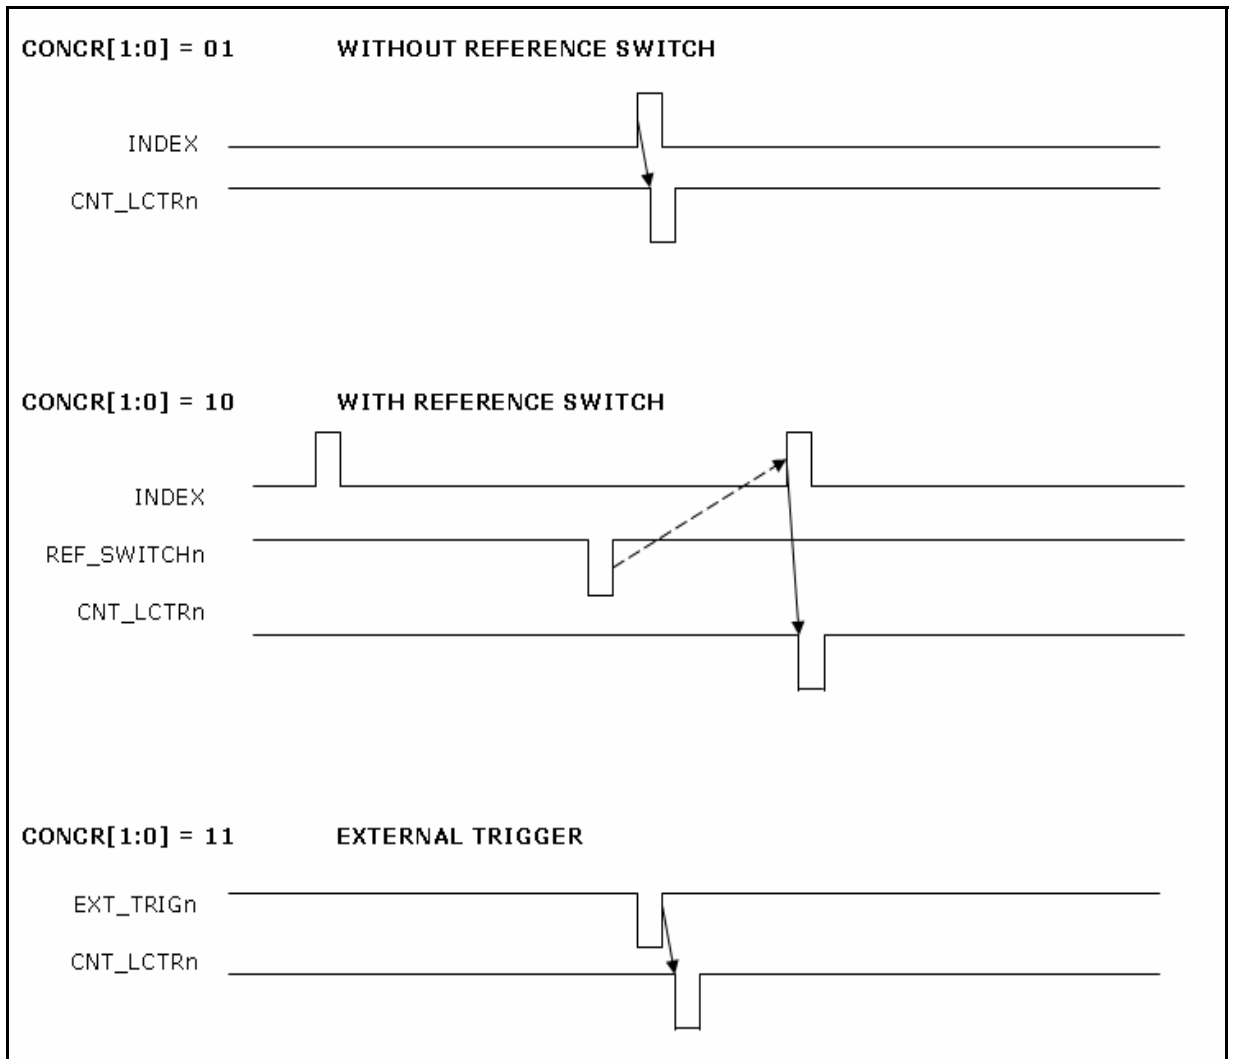 CONCR[1:0] = 01 WITHOUT REFERENCE SWITCH
INDEX
CNT_LCTRn
CONCR[1:0] = 10 WITH REFERENCE SWITCH
INDEX
REF_SWITCHn
CNT_LCTRn
CONCR[1:0] = 11 EXTERNAL TRIGGER
EXT_TRIGn
CNT_LCTRn